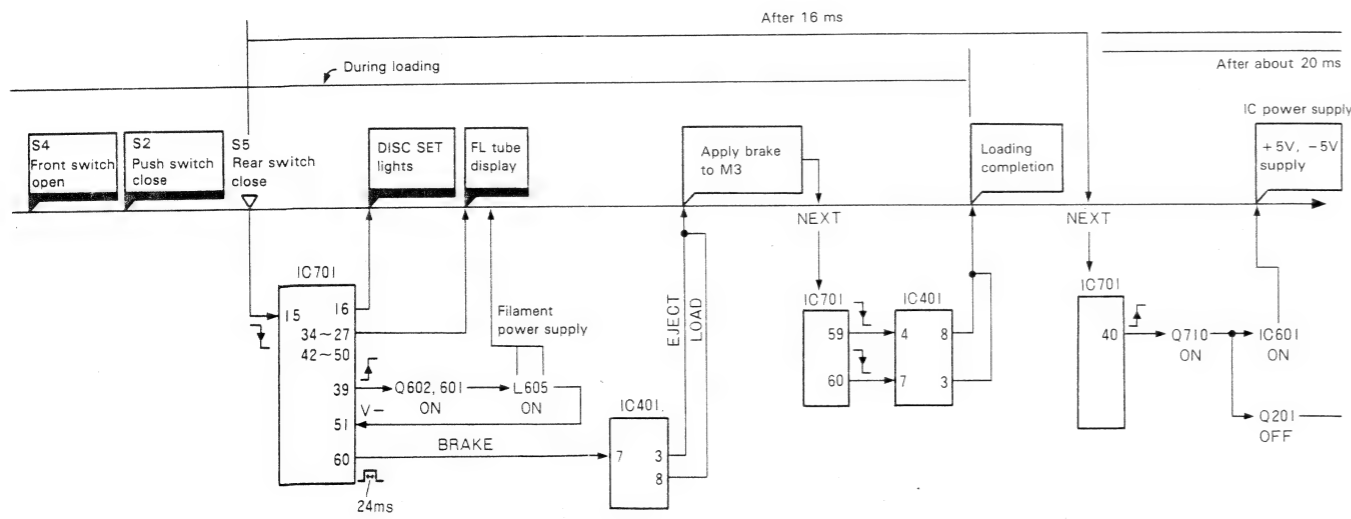 After 16 ms
During loading
After about 20 ms
IC power supply
S4
Front switch
open
S2
Push switch
close
S5
Rear switch
close
DISC SET
lights
FL tube
display
Apply brake
to M3
Loading
completion
+5V, −5V
supply
NEXT
NEXT
IC701
15
16
34~27
42~50
39
V−
51
60
Q602, 601
ON
L605
ON
Filament
power supply
BRAKE
24ms
IC401
7
3
8
EJECT
LOAD
IC701
59
60
IC401
4
8
7
3
IC701
40
Q710
ON
IC601
ON
Q201
OFF